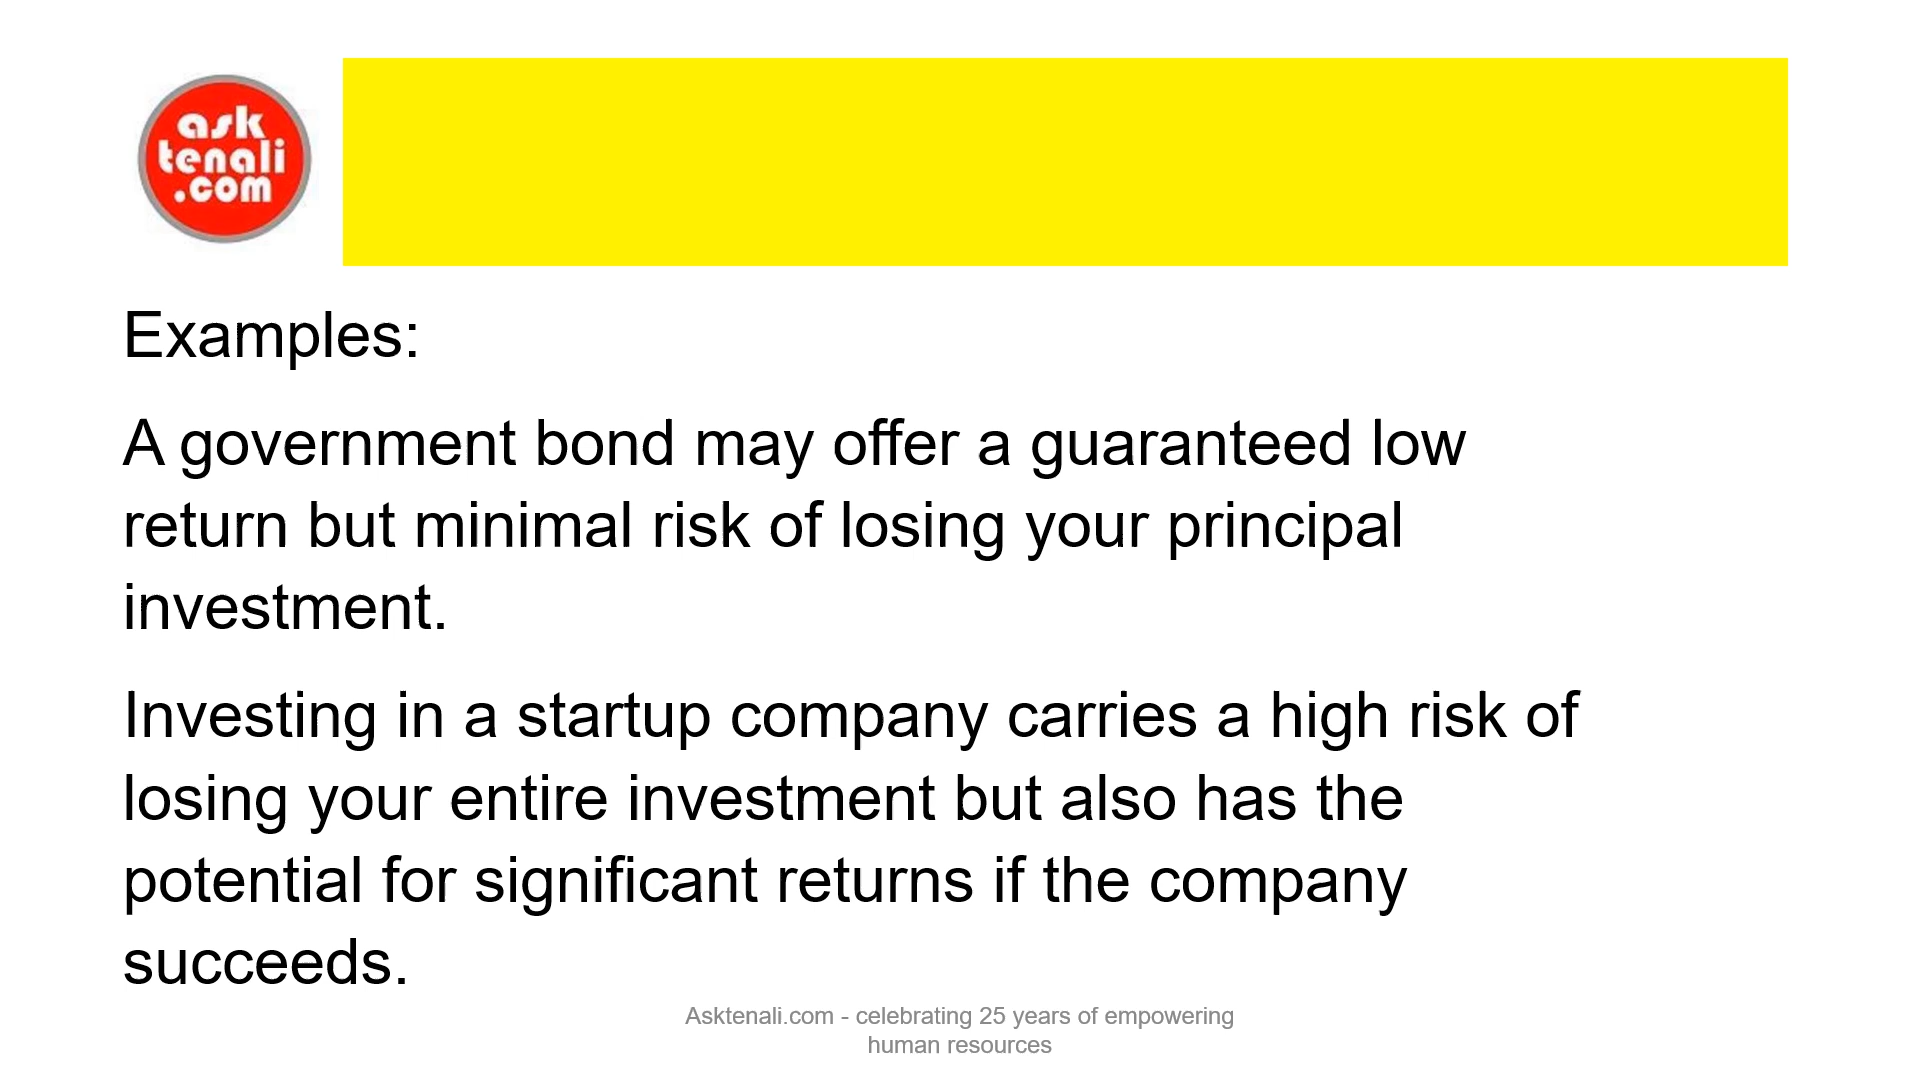 ask
tenali
.com
Examples:
A government bond may offer a guaranteed low
return but minimal risk of losing your principal
investment.
Investing in a startup company carries a high risk of
losing your entire investment but also has the
potential for significant returns if the company
succeeds.
Asktenali.com - celebrating 25 years of empowering
human resources